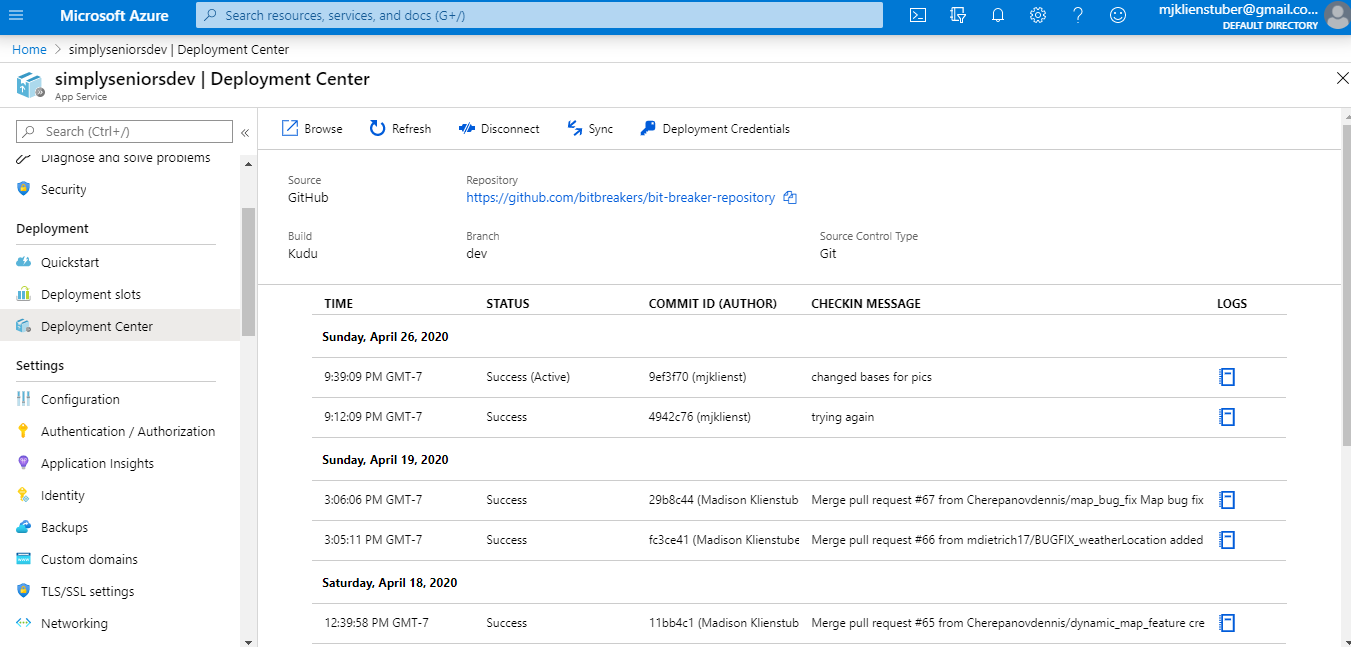 Microsoft Azure
Search resources, services, and docs (G+/)
mjklienstuber@gmail.co...
DEFAULT DIRECTORY
Home > simplyseniorsdev | Deployment Center
simplyseniorsdev | Deployment Center
App Service
Search (Ctrl+/)
«
Diagnose and solve problems
Security
Deployment
Quickstart
Deployment slots
Deployment Center
Settings
Configuration
Authentication / Authorization
Application Insights
Identity
Backups
Custom domains
TLS/SSL settings
Networking
Browse Refresh Disconnect Sync Deployment Credentials
Source Repository
GitHub https://github.com/bitbreakers/bit-breaker-repository
Build Branch Source Control Type
Kudu dev Git
TIME STATUS COMMIT ID (AUTHOR) CHECKIN MESSAGE LOGS
Sunday, April 26, 2020
9:39:09 PM GMT-7 Success (Active) 9ef3f70 (mjklienst) changed bases for pics
9:12:09 PM GMT-7 Success 4942c76 (mjklienst) trying again
Sunday, April 19, 2020
3:06:06 PM GMT-7 Success 29b8c44 (Madison Klienstub Merge pull request #67 from Cherepanovdennis/map_bug_fix Map bug fix
3:05:11 PM GMT-7 Success fc3ce41 (Madison Klienstube Merge pull request #66 from mdietrich17/BUGFIX_weatherLocation added
Saturday, April 18, 2020
12:39:58 PM GMT-7 Success 11bb4c1 (Madison Klienstub Merge pull request #65 from Cherepanovdennis/dynamic_map_feature cre